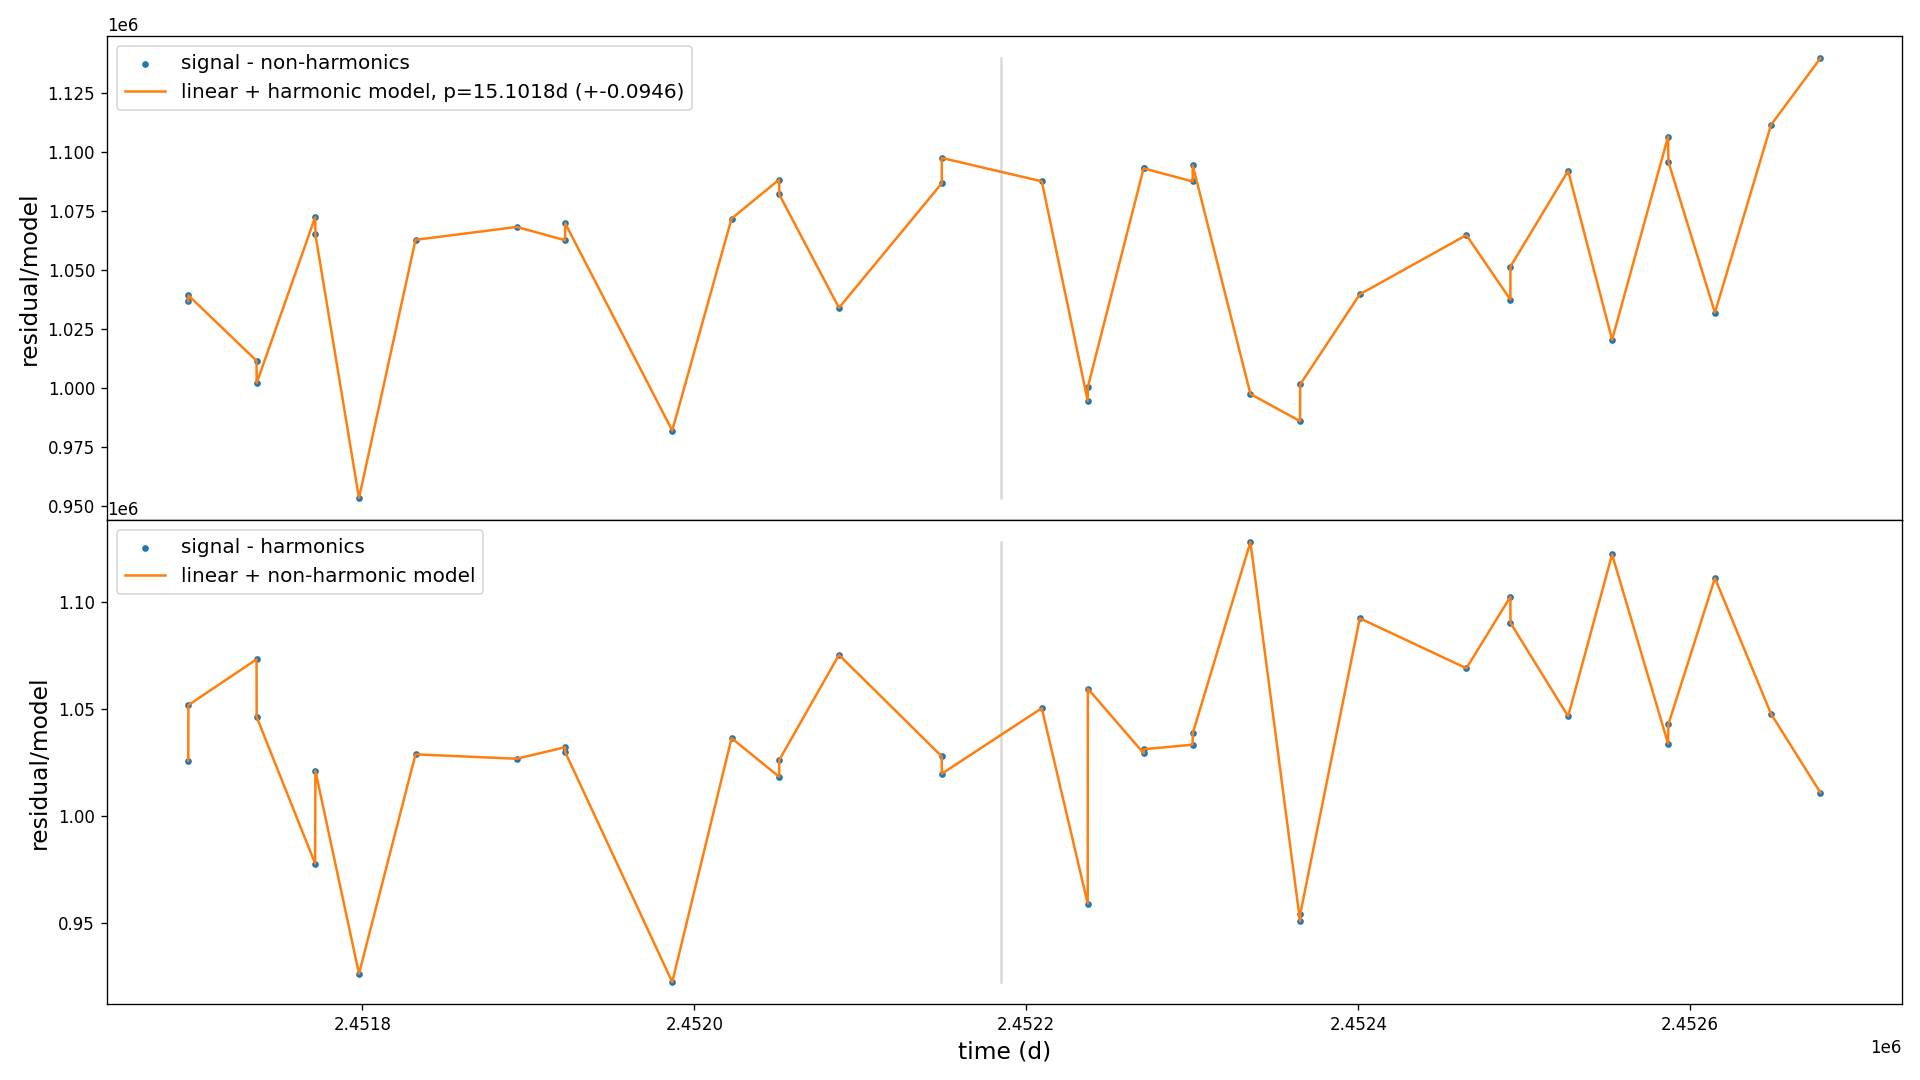 1e6
signal - non-harmonics
linear + harmonic model, p=15.1018d (+-0.0946)
1.125
1.100
1.075
1.050
1.025
1.000
0.975
0.950
residual/model
1e6
signal - harmonics
linear + non-harmonic model
1.10
1.05
1.00
0.95
residual/model
2.4518
2.4520
2.4522
2.4524
2.4526
time (d)
1e6